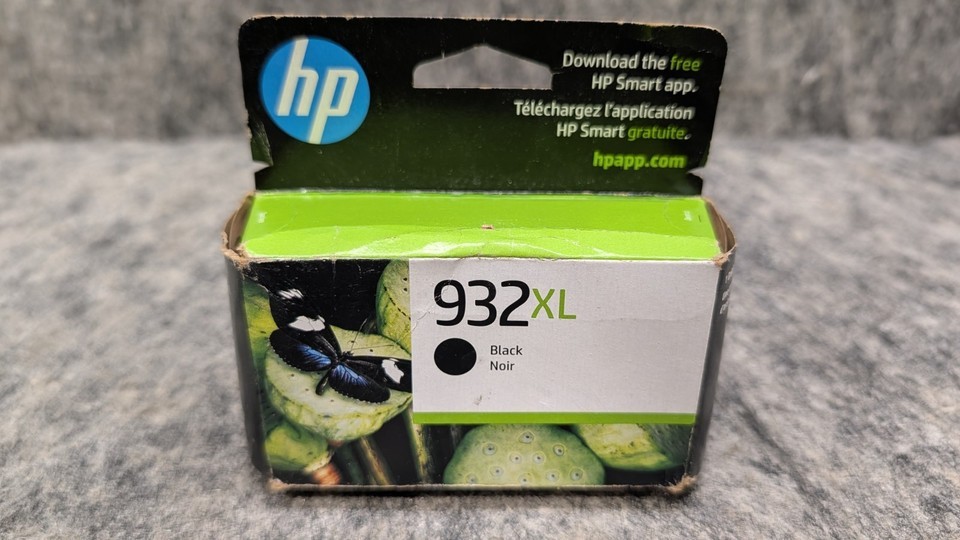 hp
Download the free
HP Smart app.
Téléchargez l'application
HP Smart gratuite.
hpapp.com
932XL
Black
Noir